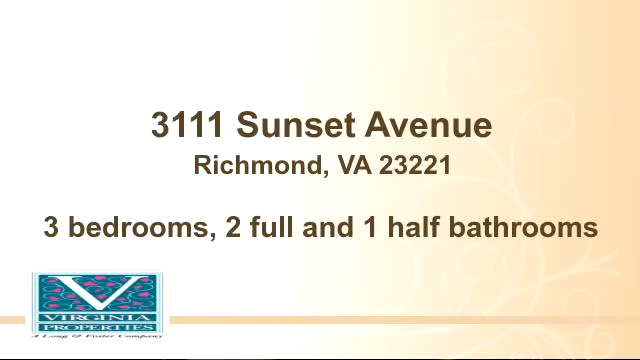 3111 Sunset Avenue
Richmond, VA 23221
3 bedrooms, 2 full and 1 half bathrooms
V
VIRGINIA
PROPERTIES
A Long & Foster Company